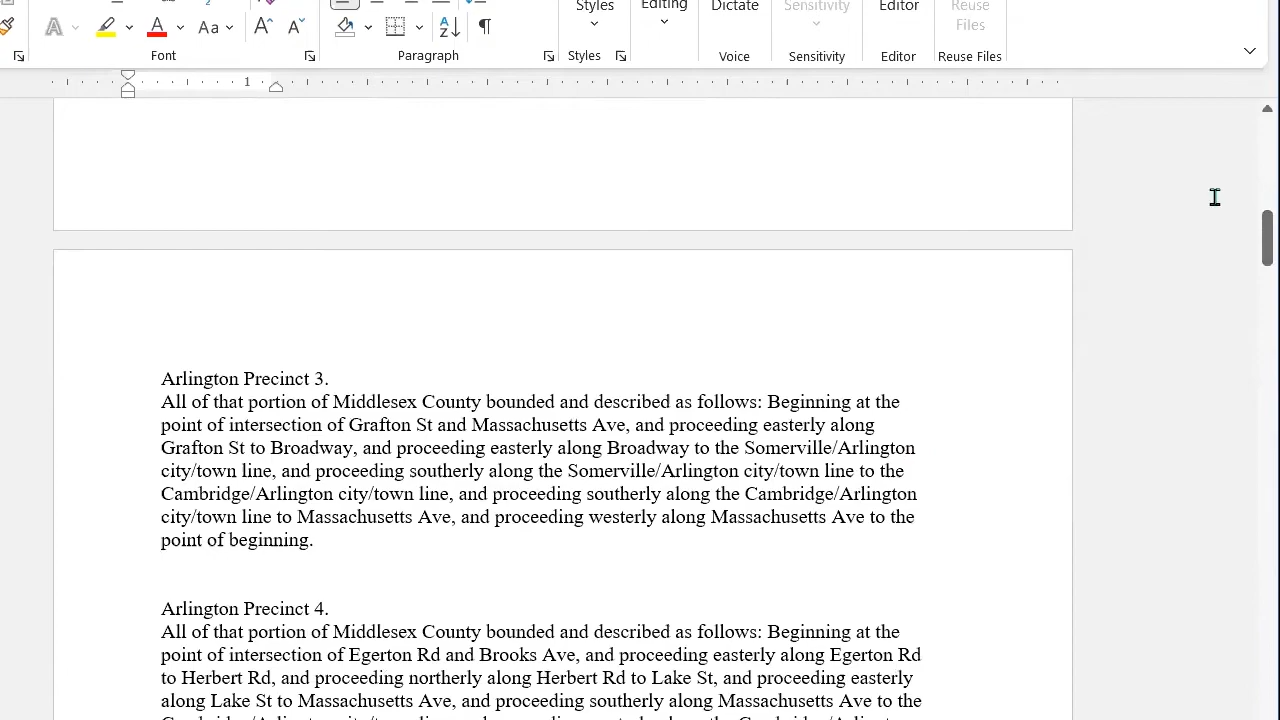 Styles
Editing
Dictate
Sensitivity
Editor
Reuse
Files
A
A
Aa
A
A
A
Z
¶
Font
Paragraph
Styles
Voice
Sensitivity
Editor
Reuse Files
1
Arlington Precinct 3.
All of that portion of Middlesex County bounded and described as follows: Beginning at the
point of intersection of Grafton St and Massachusetts Ave, and proceeding easterly along
Grafton St to Broadway, and proceeding easterly along Broadway to the Somerville/Arlington
city/town line, and proceeding southerly along the Somerville/Arlington city/town line to the
Cambridge/Arlington city/town line, and proceeding southerly along the Cambridge/Arlington
city/town line to Massachusetts Ave, and proceeding westerly along Massachusetts Ave to the
point of beginning.
Arlington Precinct 4.
All of that portion of Middlesex County bounded and described as follows: Beginning at the
point of intersection of Egerton Rd and Brooks Ave, and proceeding easterly along Egerton Rd
to Herbert Rd, and proceeding northerly along Herbert Rd to Lake St, and proceeding easterly
along Lake St to Massachusetts Ave, and proceeding southerly along Massachusetts Ave to the